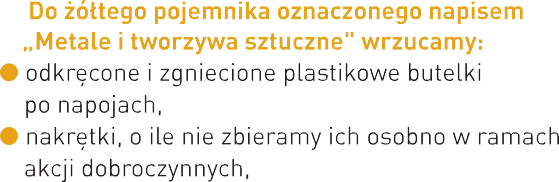 Do żółtego pojemnika oznaczonego napisem
„Metale i tworzywa sztuczne" wrzucamy:
● odkręcone i zgniecione plastikowe butelki
po napojach,
● nakrętki, o ile nie zbieramy ich osobno w ramach
akcji dobroczynnych,